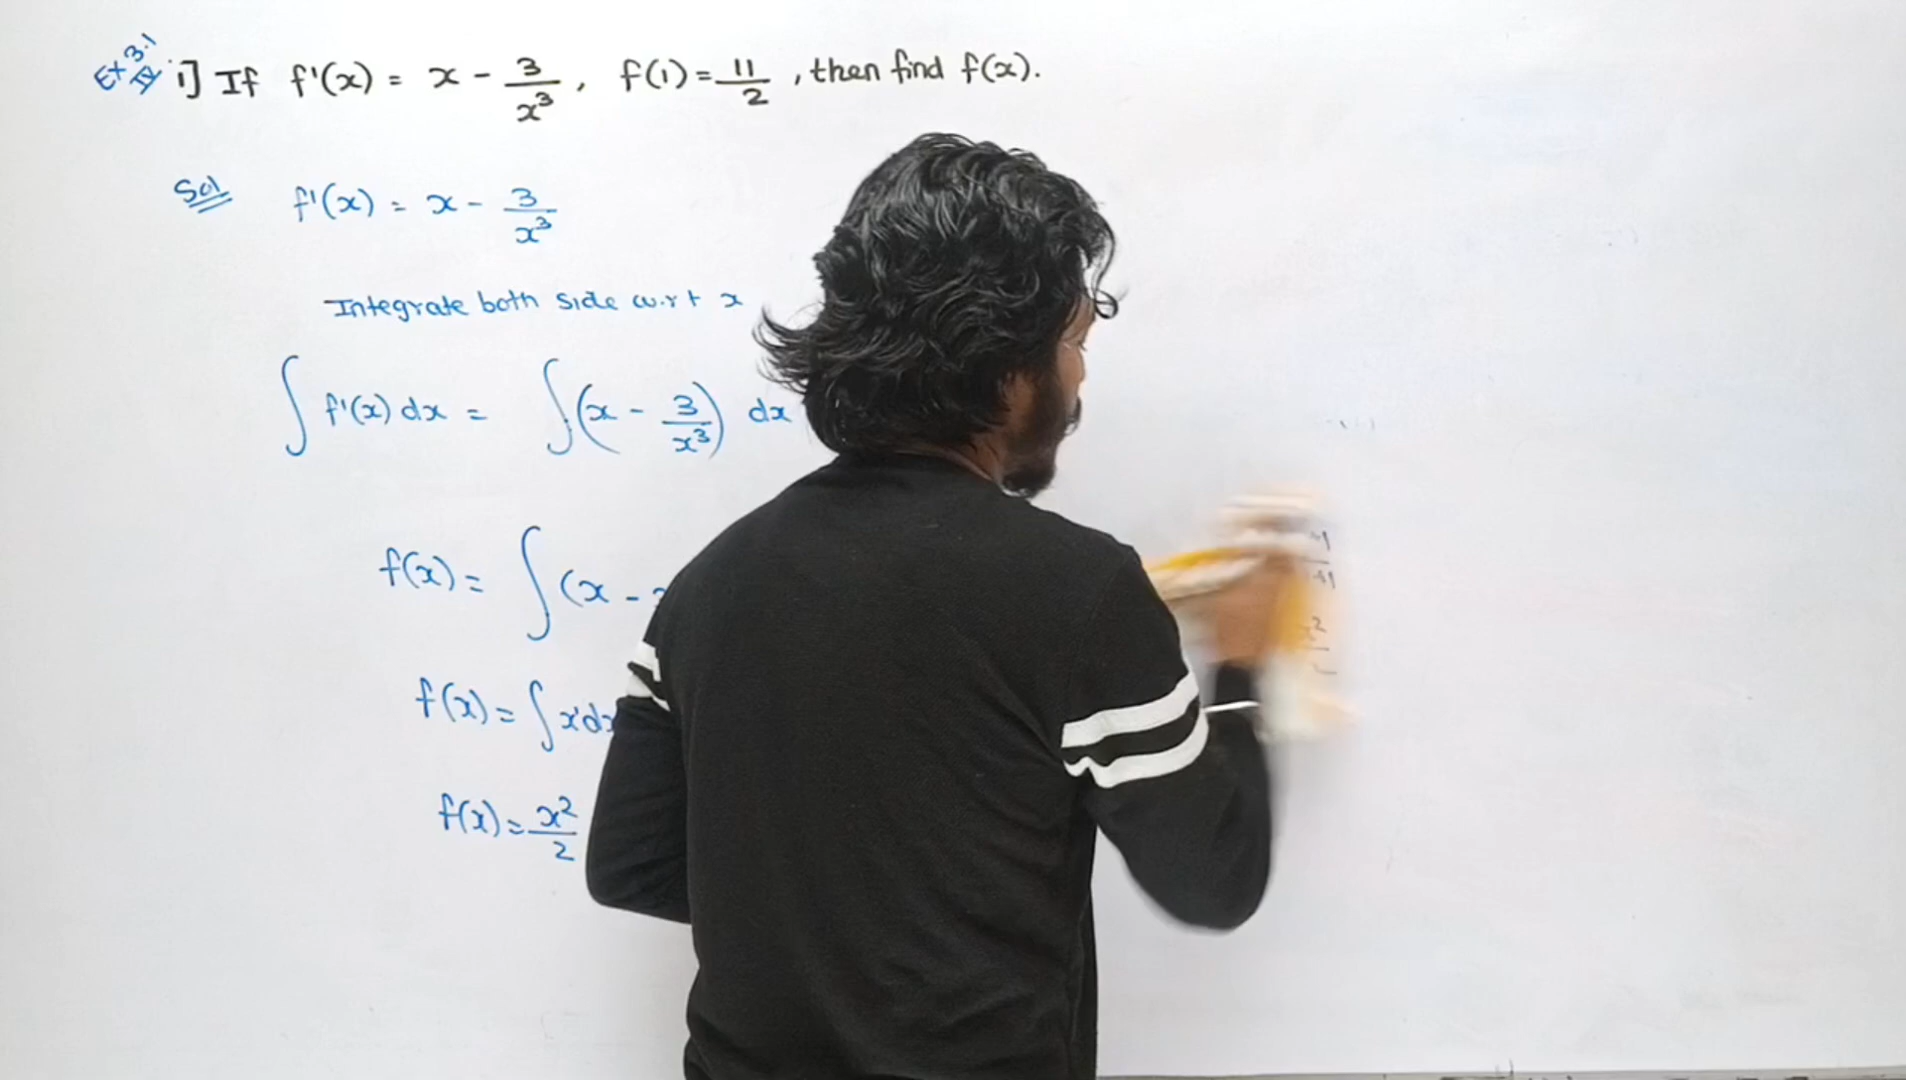 Ex 3.1
IV i] If f'(x) = x - 3/x³, f(1) = 11/2, then find f(x).
Sol f'(x) = x - 3/x³
Integrate both side w.r.t x
∫ f'(x) dx = ∫(x - 3/x³) dx
f(x) = ∫(x -
f(x) = ∫x¹dx
f(x) = x²/2